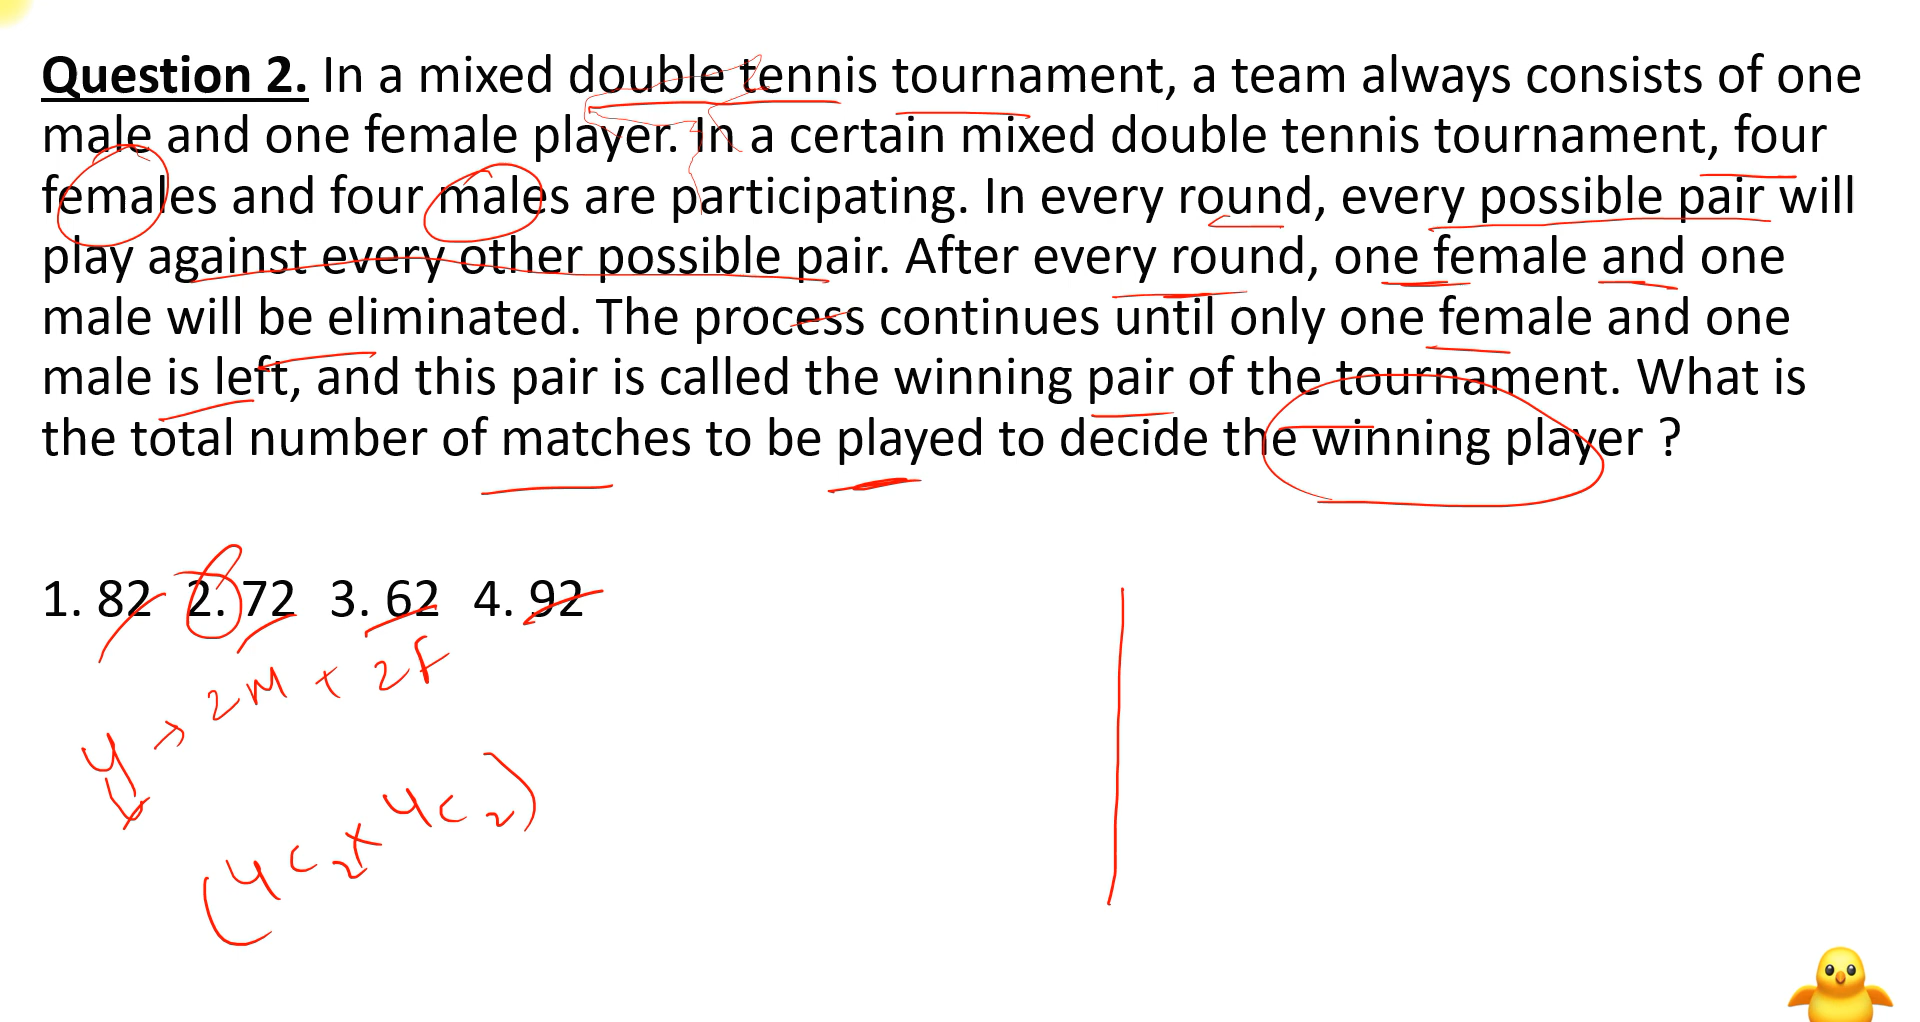 Question 2. In a mixed double tennis tournament, a team always consists of one
male and one female player. In a certain mixed double tennis tournament, four
females and four males are participating. In every round, every possible pair will
play against every other possible pair. After every round, one female and one
male will be eliminated. The process continues until only one female and one
male is left, and this pair is called the winning pair of the tournament. What is
the total number of matches to be played to decide the winning player ?
1. 82 2. 72 3. 62 4. 92
2M + 2F
(4C2 x 4C2)